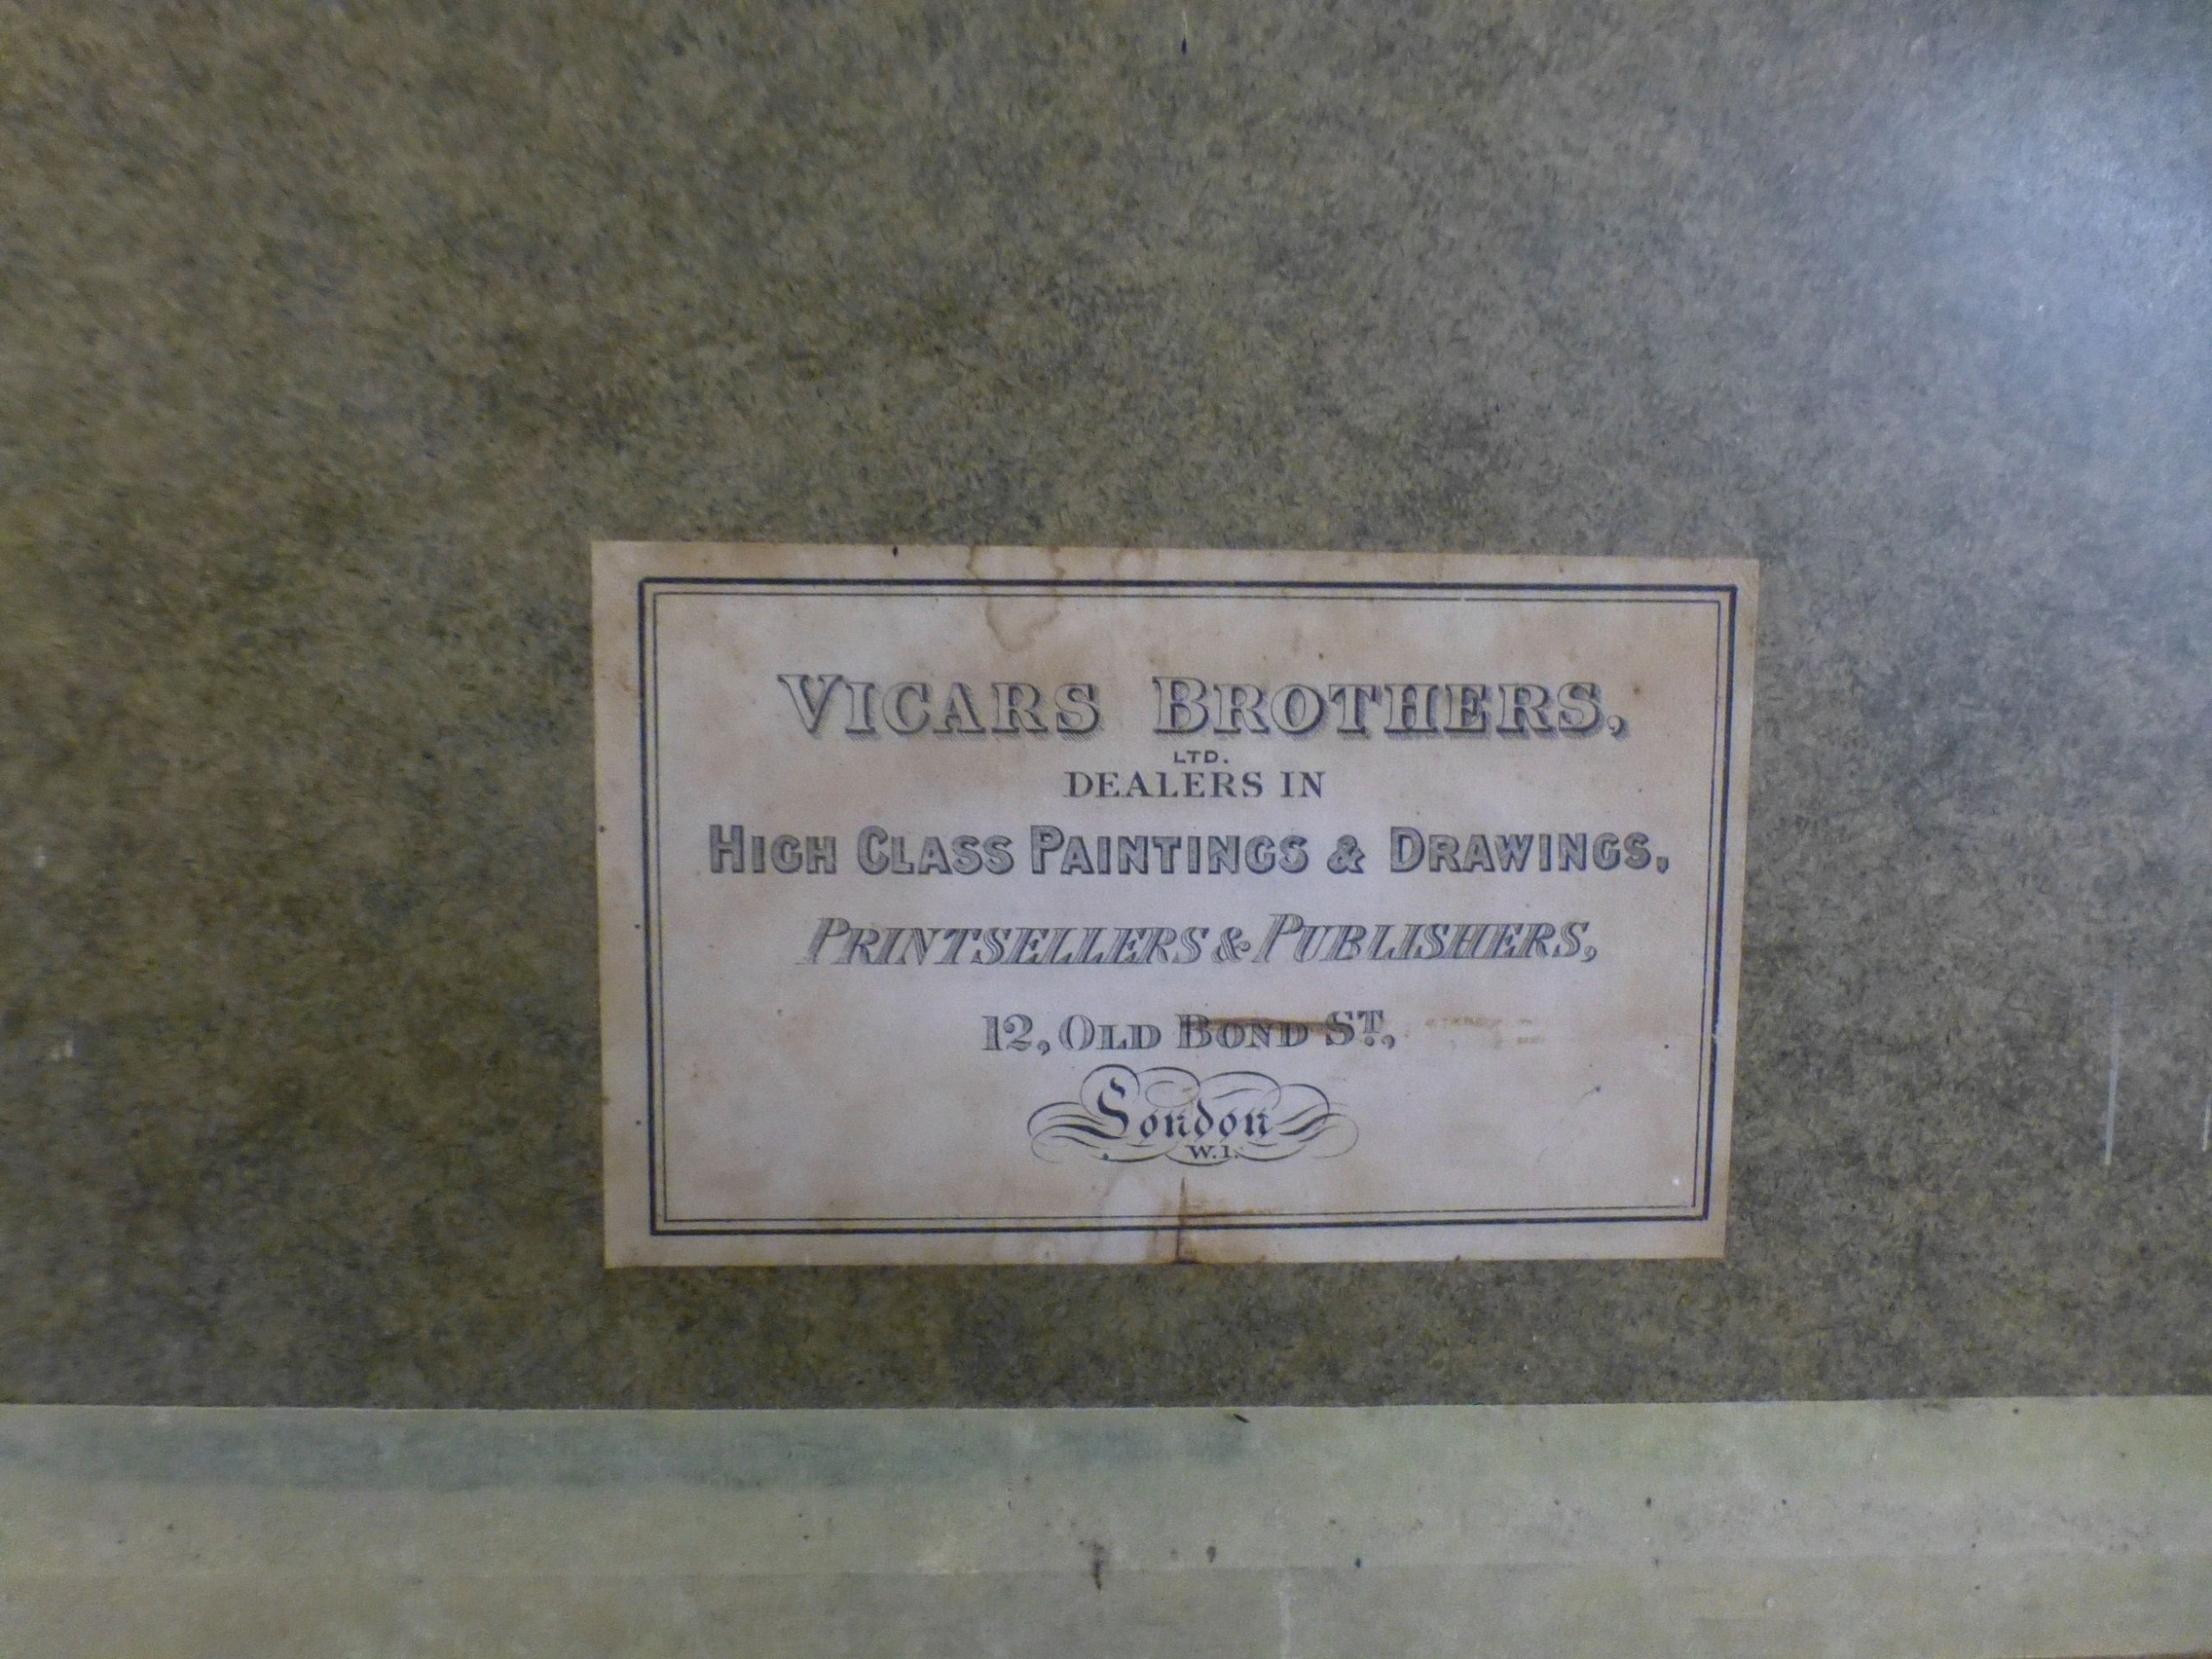 VICARS BROTHERS,
LTD.
DEALERS IN
HIGH CLASS PAINTINGS & DRAWINGS,
PRINTSELLERS & PUBLISHERS,
12, OLD BOND ST.,
London
W.1.